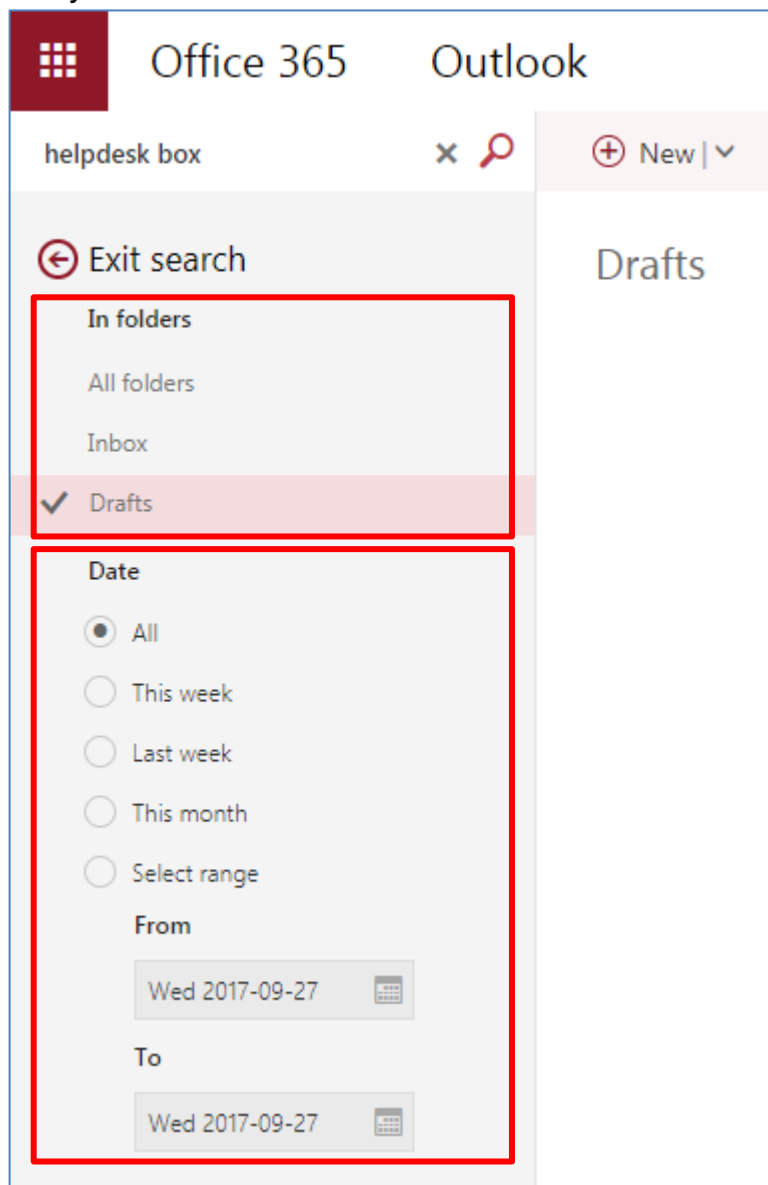 Office 365 Outlook
helpdesk box
New
Exit search
Drafts
In folders
All folders
Inbox
Drafts
Date
All
This week
Last week
This month
Select range
From
Wed 2017-09-27
To
Wed 2017-09-27